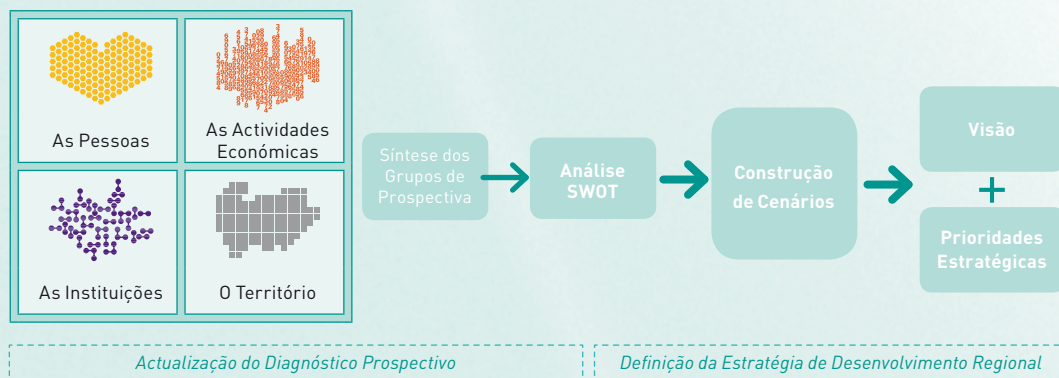 As Pessoas
As Actividades
Económicas
As Instituições
O Território
Síntese dos
Grupos de
Prospectiva
Análise
SWOT
Construção
de Cenários
Visão
+
Prioridades
Estratégicas
Actualização do Diagnóstico Prospectivo
Definição da Estratégia de Desenvolvimento Regional